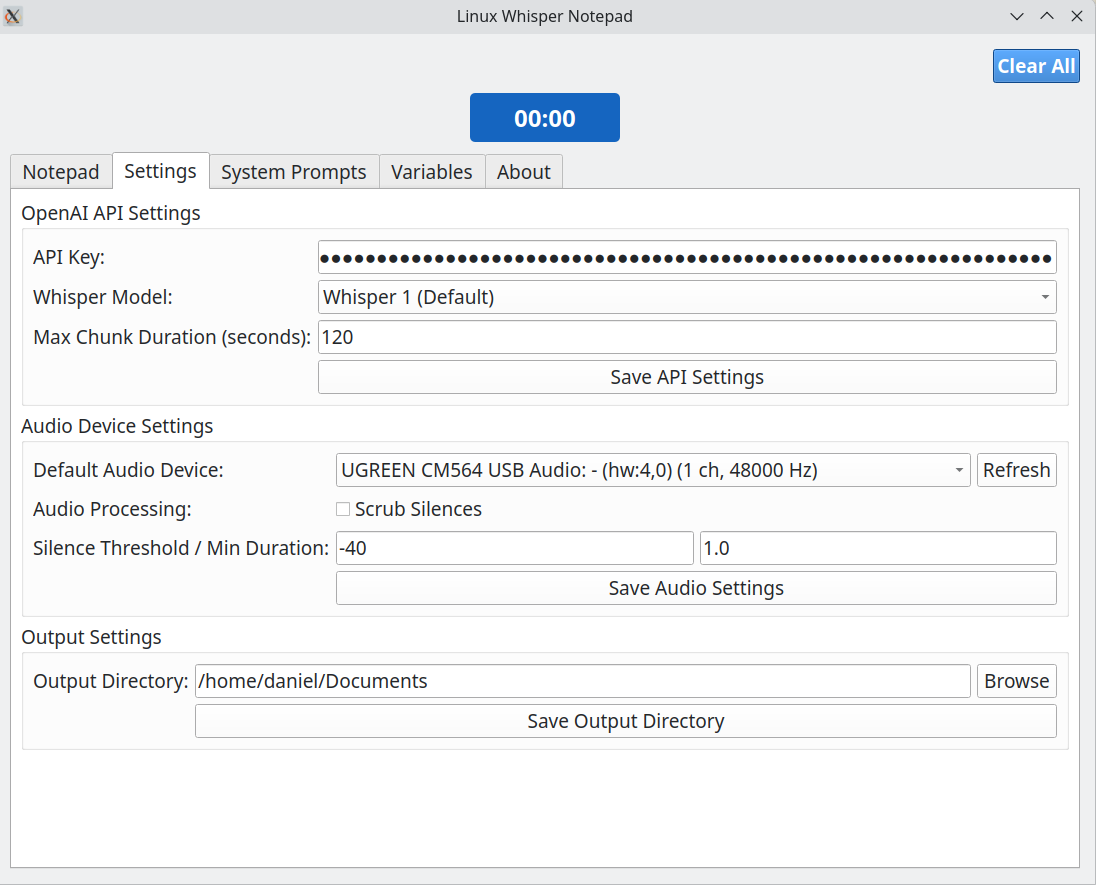 Linux Whisper Notepad
Clear All
00:00
Notepad Settings System Prompts Variables About
OpenAI API Settings
API Key: ••••••••••••••••••••••••••••••••••••••••••••••••••••••••••••••••
Whisper Model: Whisper 1 (Default)
Max Chunk Duration (seconds): 120
Save API Settings
Audio Device Settings
Default Audio Device: UGREEN CM564 USB Audio: - (hw:4,0) (1 ch, 48000 Hz) Refresh
Audio Processing: Scrub Silences
Silence Threshold / Min Duration: -40 1.0
Save Audio Settings
Output Settings
Output Directory: /home/daniel/Documents Browse
Save Output Directory